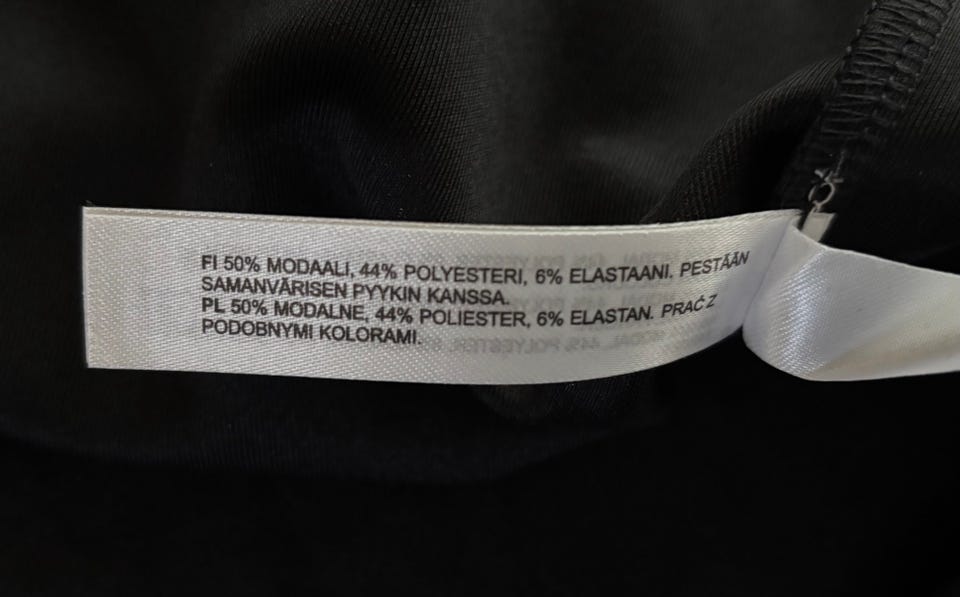 FI 50% MODAALI, 44% POLYESTERI, 6% ELASTAANI. PESTÄÄN
SAMANVÄRISEN PYYKIN KANSSA.
PL 50% MODALNE, 44% POLIESTER, 6% ELASTAN. PRAĆ Z
PODOBNYMI KOLORAMI.